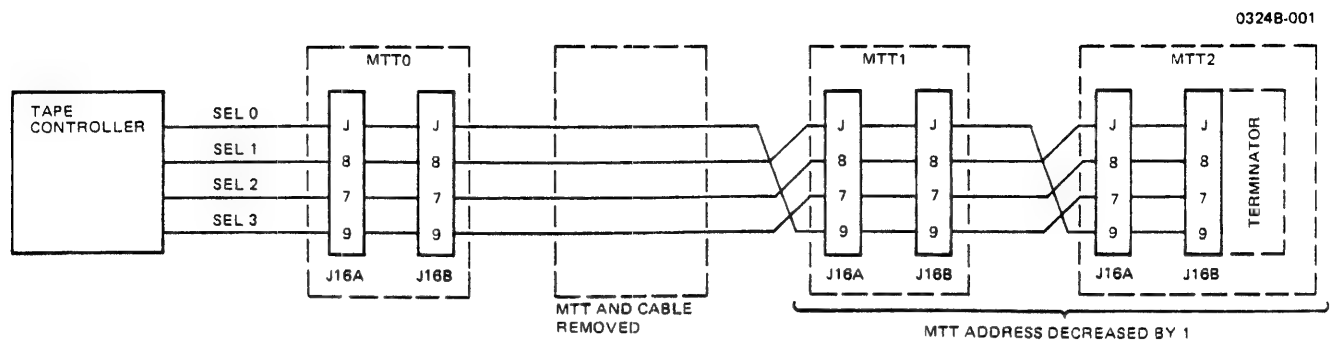 0324B-001
MTT0
MTT1
MTT2
TAPE
CONTROLLER
SEL 0
SEL 1
SEL 2
SEL 3
J
8
7
9
J
8
7
9
J
8
7
9
J
8
7
9
J
8
7
9
J
8
7
9
TERMINATOR
J16A
J16B
J16A
J16B
J16A
J16B
MTT AND CABLE
REMOVED
MTT ADDRESS DECREASED BY 1